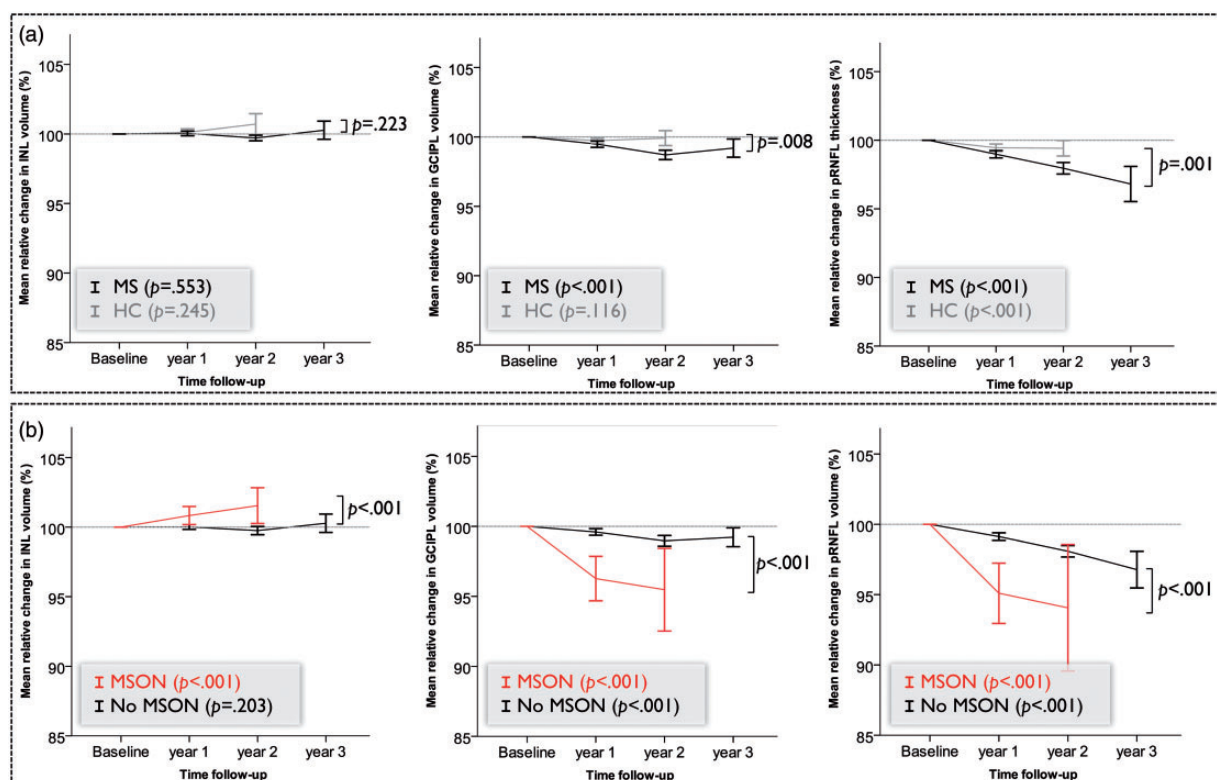 (a)
Mean relative change in INL volume (%)
105
100
95
90
85
p=.223
MS (p=.553)
HC (p=.245)
Baseline year 1 year 2 year 3
Time follow-up
Mean relative change in GCIPL volume (%)
105
100
95
90
85
p=.008
MS (p<.001)
HC (p=.116)
Baseline year 1 year 2 year 3
Time follow-up
Mean relative change in pRNFL thickness (%)
105
100
95
90
85
p=.001
MS (p<.001)
HC (p<.001)
Baseline year 1 year 2 year 3
Time follow-up
(b)
Mean relative change in INL volume (%)
105
100
95
90
85
p<.001
MSON (p<.001)
No MSON (p=.203)
Baseline year 1 year 2 year 3
Time follow-up
Mean relative change in GCIPL volume (%)
105
100
95
90
85
p<.001
MSON (p<.001)
No MSON (p<.001)
Baseline year 1 year 2 year 3
Time follow-up
Mean relative change in pRNFL volume (%)
105
100
95
90
85
p<.001
MSON (p<.001)
No MSON (p<.001)
Baseline year 1 year 2 year 3
Time follow-up